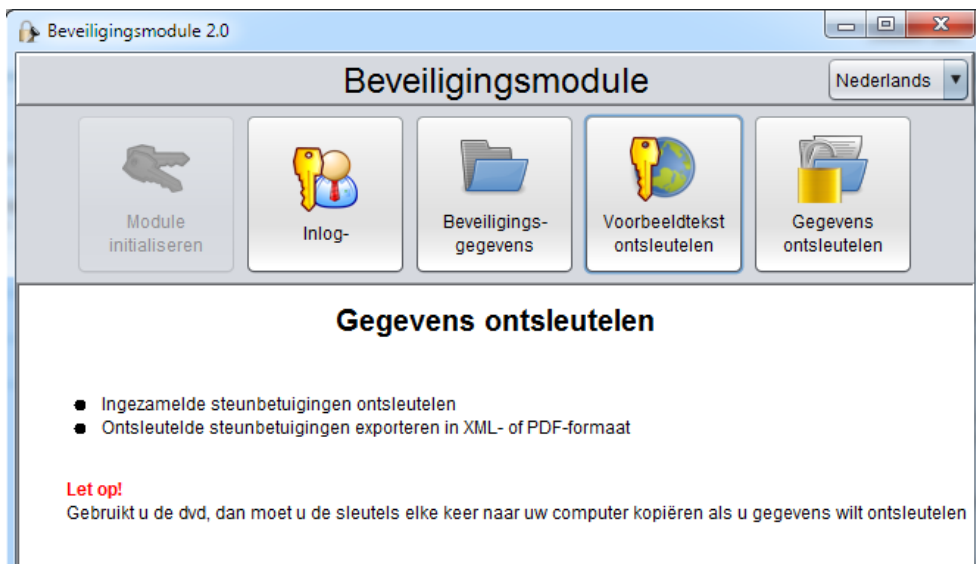 Beveiligingsmodule 2.0
Beveiligingsmodule
Nederlands
Module
initialiseren
Inlog-
Beveiligings-
gegevens
Voorbeeldtekst
ontsleutelen
Gegevens
ontsleutelen
Gegevens ontsleutelen
Ingezamelde steunbetuigingen ontsleutelen
Ontsleutelde steunbetuigingen exporteren in XML- of PDF-formaat
Let op!
Gebruikt u de dvd, dan moet u de sleutels elke keer naar uw computer kopiëren als u gegevens wilt ontsleutelen